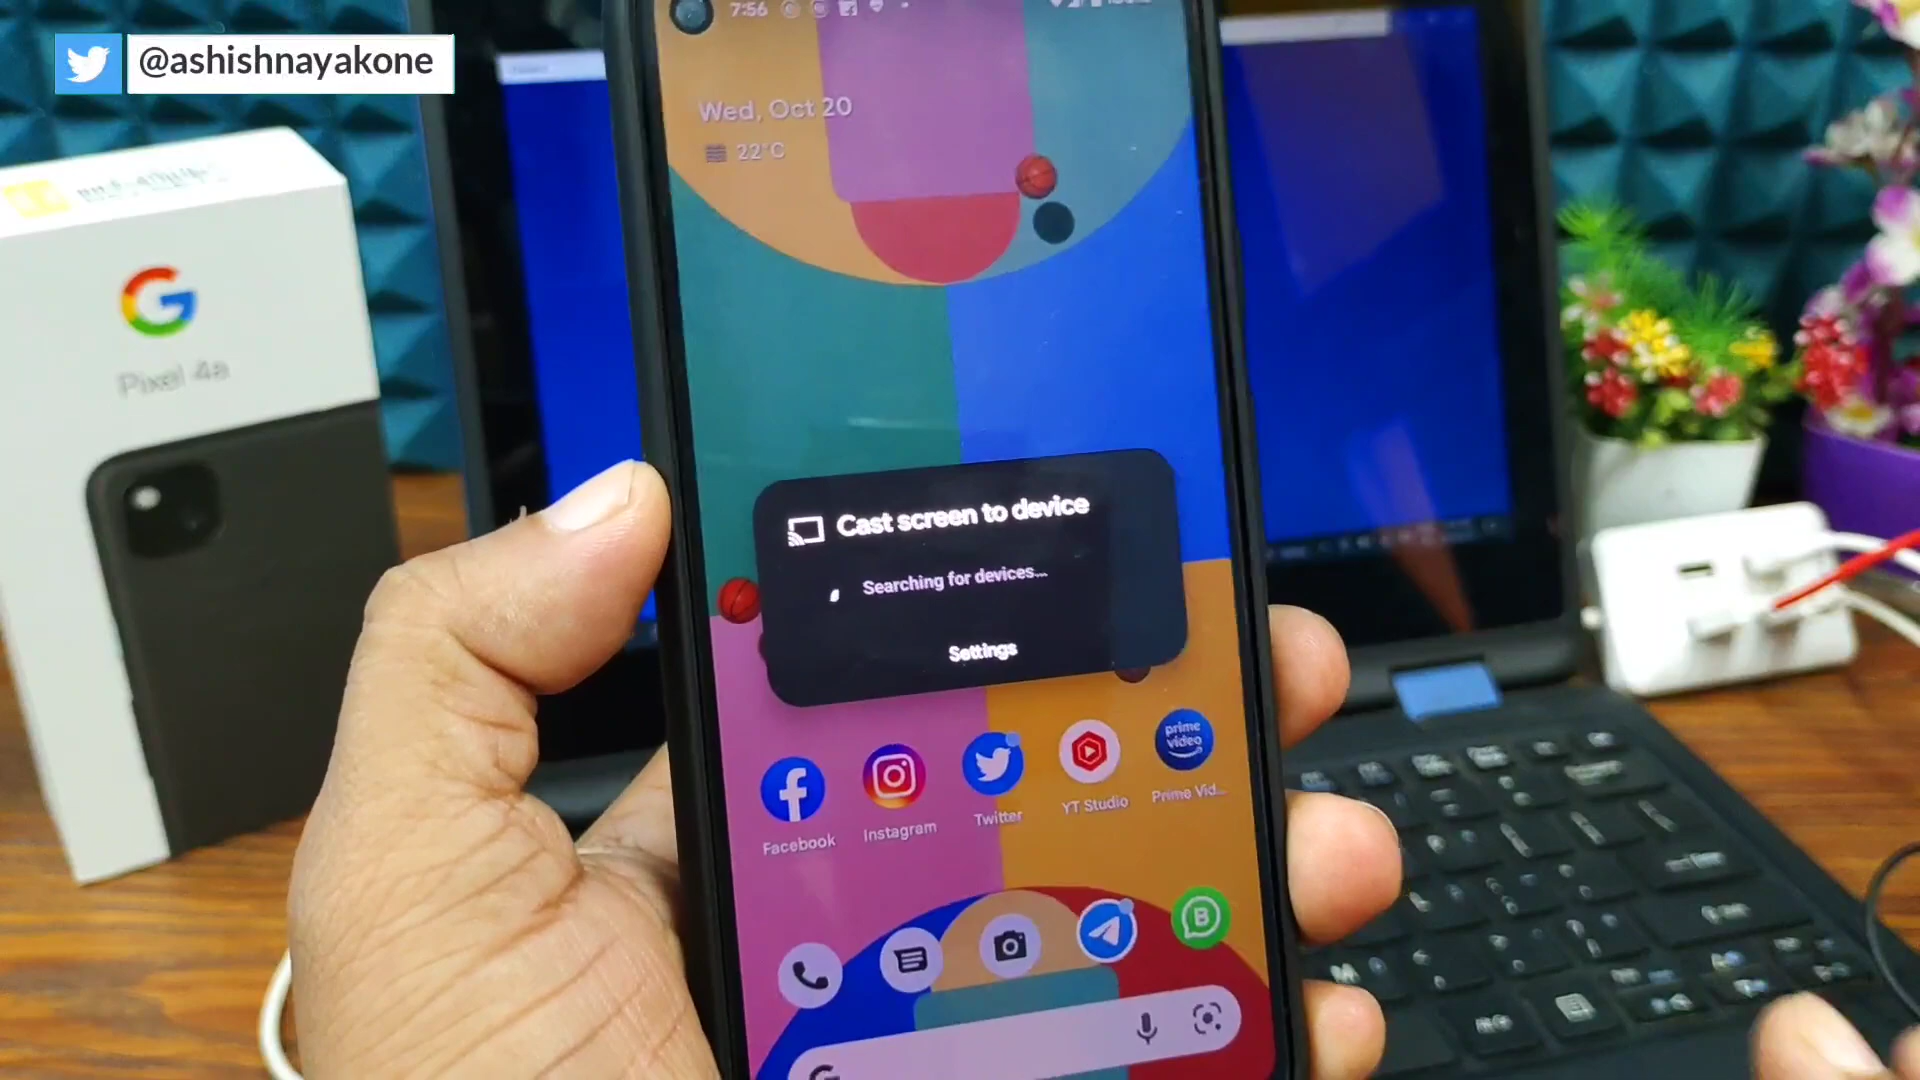 @ashishnayakone
7:56
Wed, Oct 20
22°C
G
Pixel 4a
Cast screen to device
Searching for devices...
Settings
Facebook
Instagram
Twitter
YT Studio
prime
video
Prime Vid...
B
G